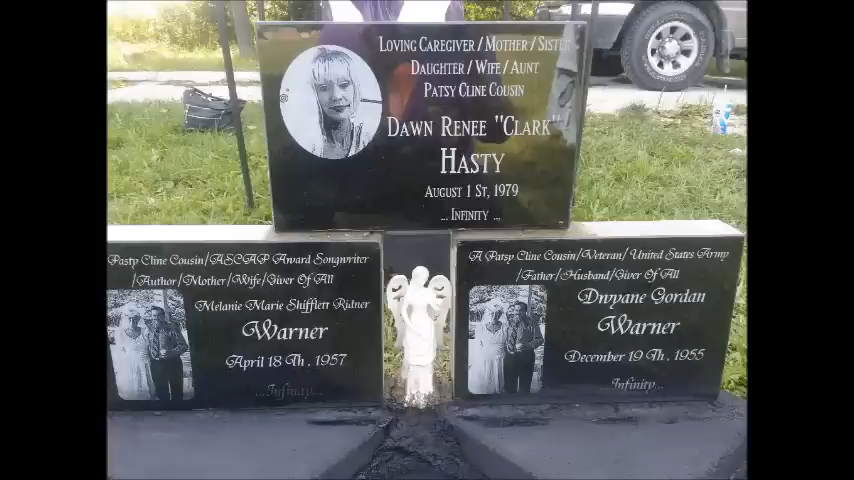 Loving Caregiver / Mother / Sister
Daughter / Wife / Aunt
Patsy Cline Cousin
Dawn Renee "Clark"
Hasty
August 1 St, 1979
... Infinity ...
Pasty Cline Cousin/ASCAP Award Songwriter
/Author/Mother/Wife/Giver Of All
Melanie Marie Shifflett Ridner
Warner
April 18 Th, 1957
...Infinity...
A Patsy Cline Cousin/Veteran/ United States Army
/Father/Husband/Giver Of All
Dwyane Gordan
Warner
December 19 Th, 1955
Infinity...